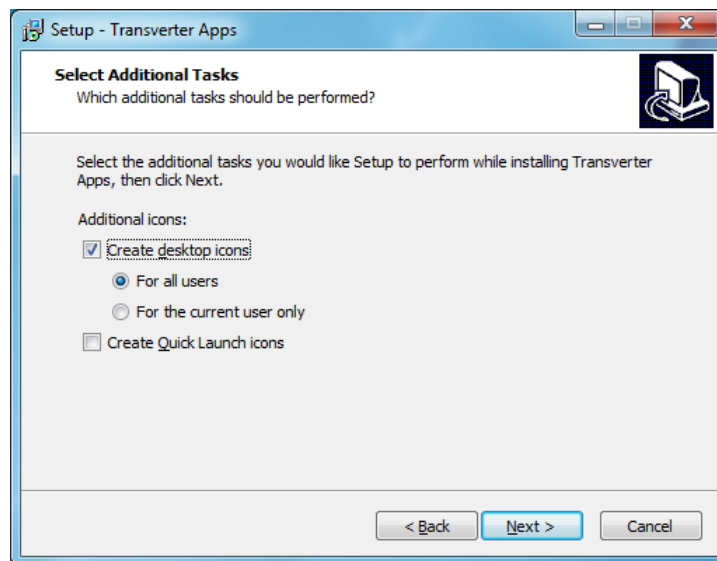 Setup - Transverter Apps
Select Additional Tasks
Which additional tasks should be performed?
Select the additional tasks you would like Setup to perform while installing Transverter
Apps, then click Next.
Additional icons:
Create desktop icons
For all users
For the current user only
Create Quick Launch icons
< Back Next > Cancel